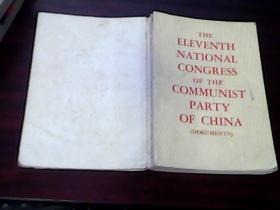 THE
ELEVENTH
NATIONAL
CONGRESS
OF THE
COMMUNIST
PARTY
OF CHINA
(DOCUMENTS)